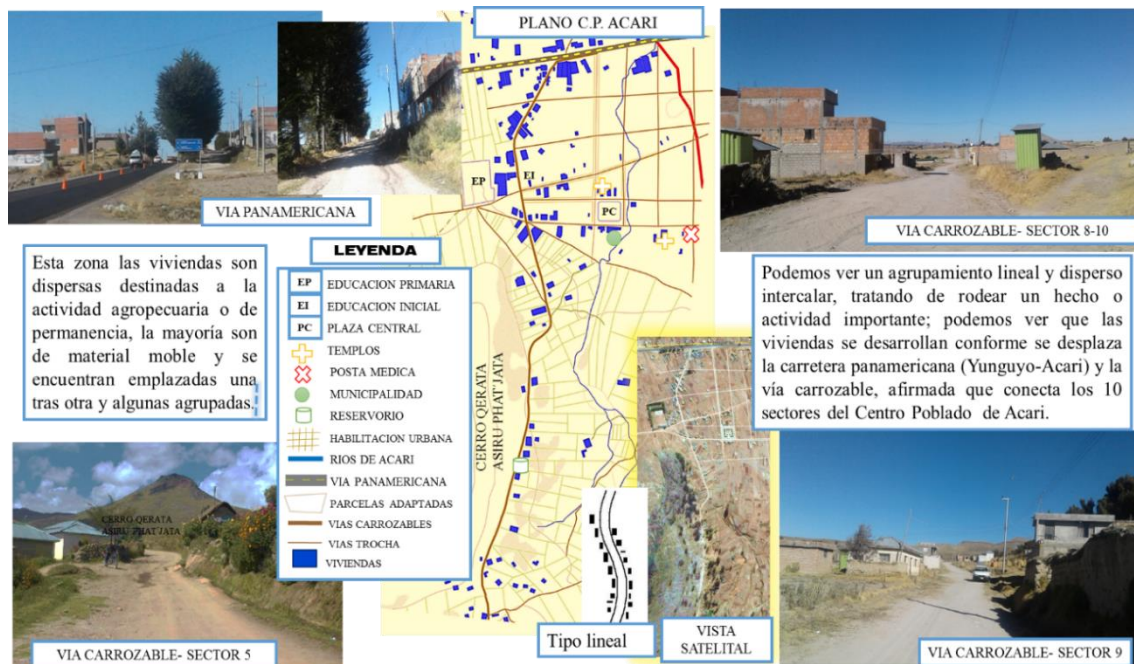 PLANO C.P. ACARI
VIA PANAMERICANA
VIA CARROZABLE- SECTOR 8-10
Esta zona las viviendas son
dispersas destinadas a la
actividad agropecuaria o de
permanencia, la mayoría son
de material moble y se
encuentran emplazadas una
tras otra y algunas agrupadas.
LEYENDA
EP EDUCACION PRIMARIA
EI EDUCACION INICIAL
PC PLAZA CENTRAL
TEMPLOS
POSTA MEDICA
MUNICIPALIDAD
RESERVORIO
HABILITACION URBANA
RIOS DE ACARI
VIA PANAMERICANA
PARCELAS ADAPTADAS
VIAS CARROZABLES
VIAS TROCHA
VIVIENDAS
EP
EI
PC
CERRO QERATA
ASIRU PHAT'JATA
Podemos ver un agrupamiento lineal y disperso
intercalar, tratando de rodear un hecho o
actividad importante; podemos ver que las
viviendas se desarrollan conforme se desplaza
la carretera panamericana (Yunguyo-Acari) y la
vía carrozable, afirmada que conecta los 10
sectores del Centro Poblado de Acari.
CERRO QERATA
ASIRU PHAT'JATA
VIA CARROZABLE- SECTOR 5
Tipo lineal
VISTA
SATELITAL
VIA CARROZABLE- SECTOR 9